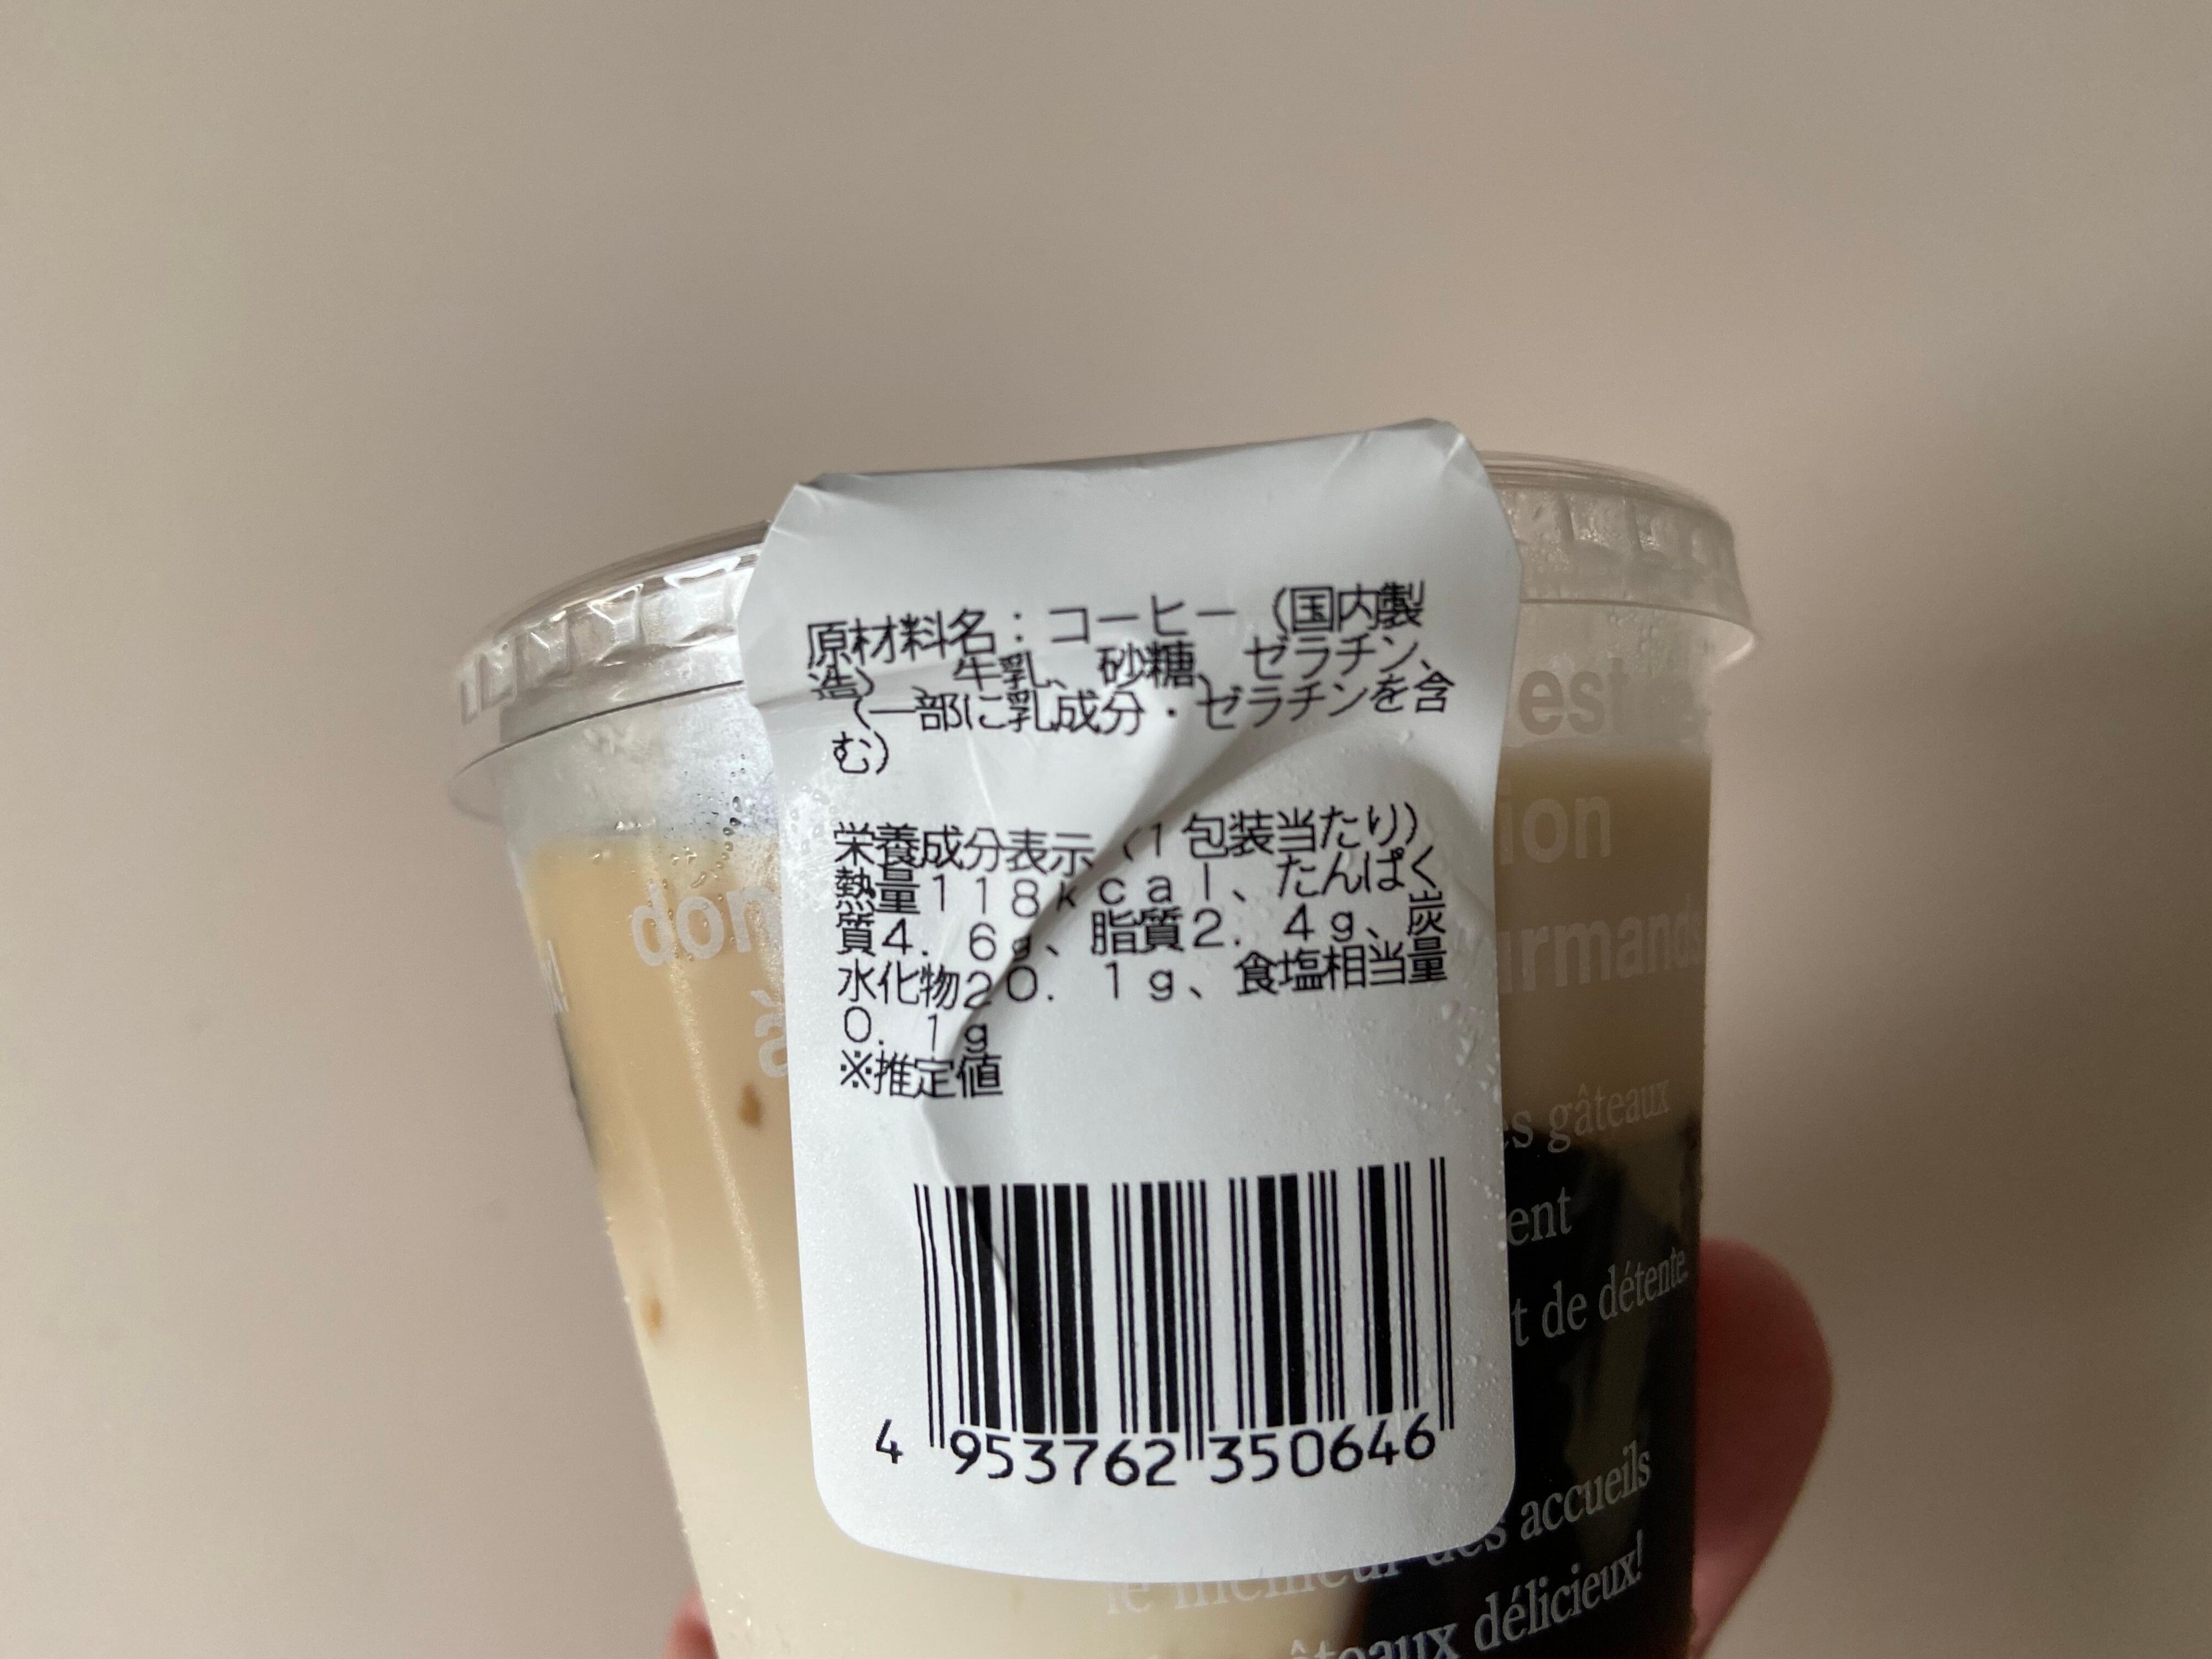 原材料名：コーヒー（国内製
造）、牛乳、砂糖、ゼラチン、
（一部に乳成分・ゼラチンを含
む）
栄養成分表示（１包装当たり）
熱量１１８ｋｃａｌ、たんぱく
質４．６ｇ、脂質２．４ｇ、炭
水化物２０．１ｇ、食塩相当量
０．１ｇ
※推定値
4 953762 350646
est
don
à
gâteaux
de détente.
le meilleur des accueils
gâteaux délicieux!